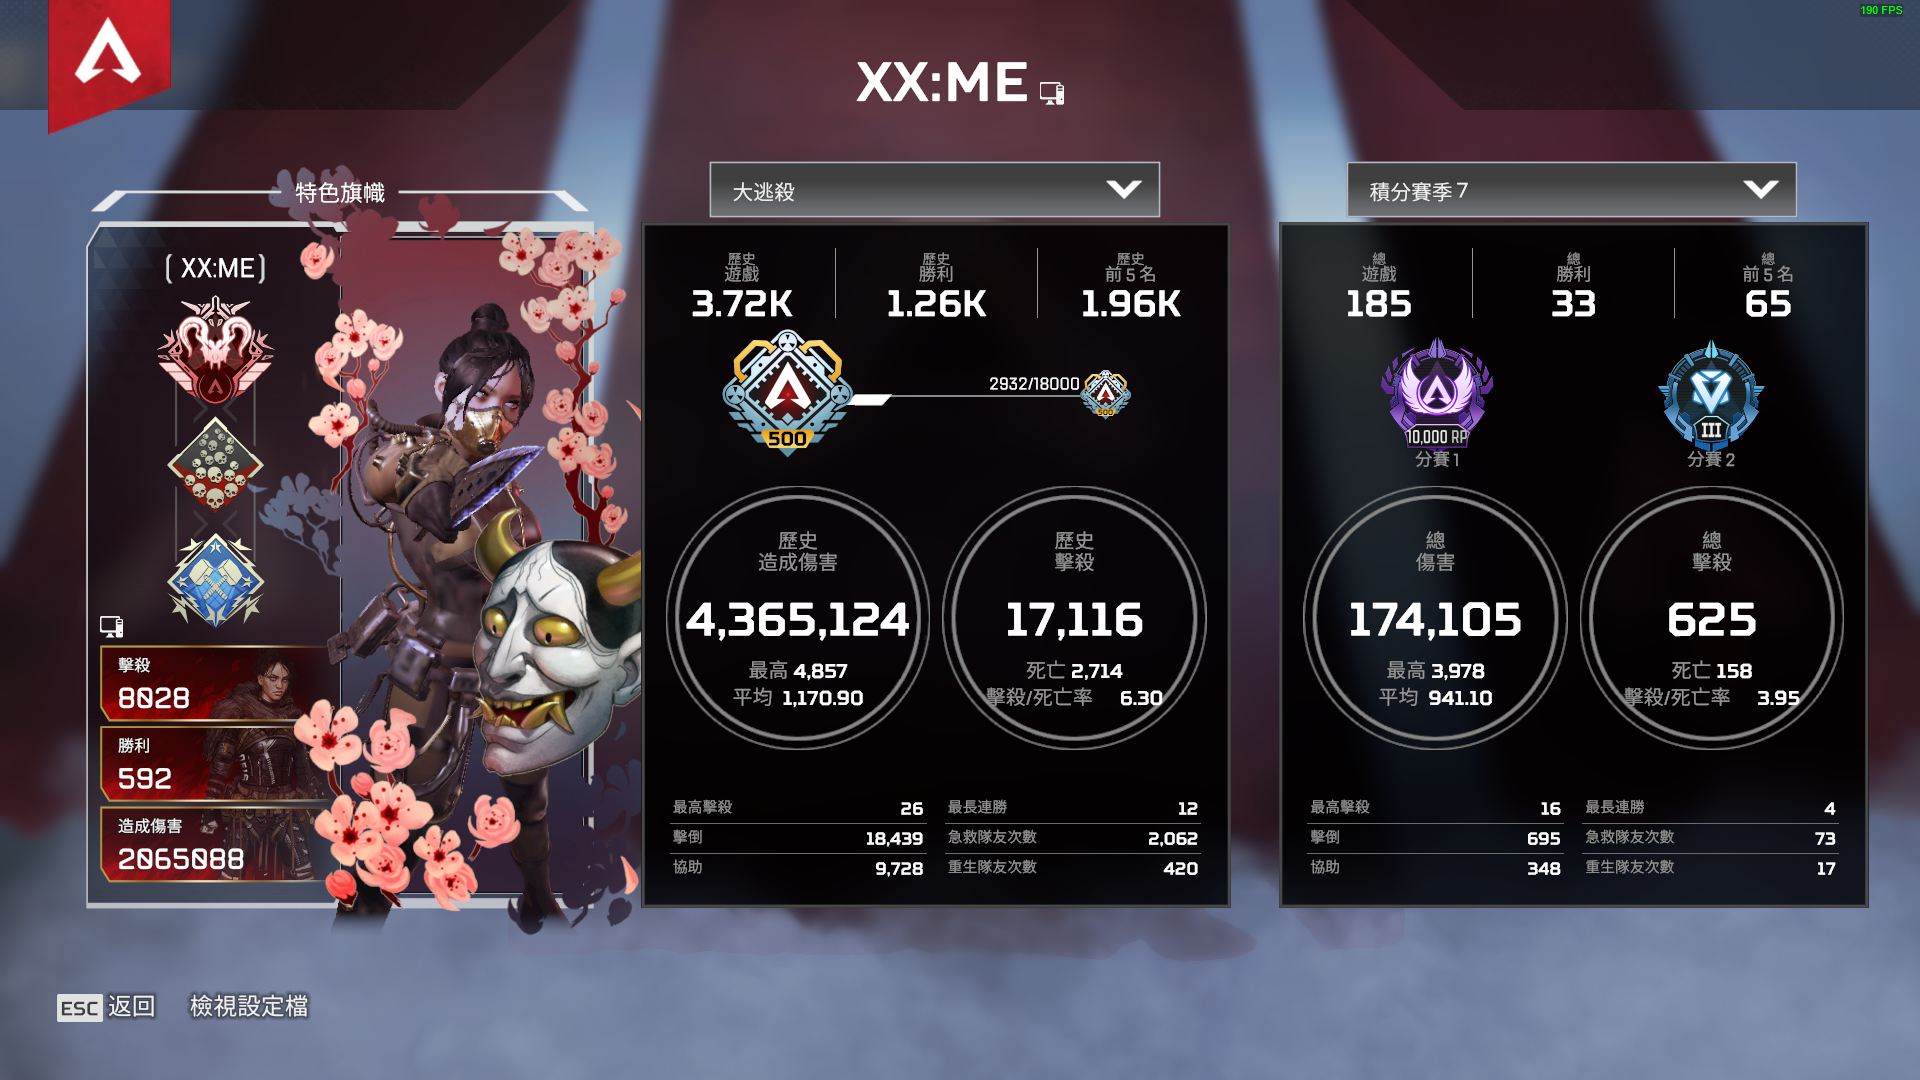 190 FPS
XX:ME
特色旗幟
[ XX:ME ]
擊殺
8028
勝利
592
造成傷害
2065088
大逃殺
歷史
遊戲
3.72K
歷史
勝利
1.26K
歷史
前 5 名
1.96K
500
2932/18000
500
歷史
造成傷害
4,365,124
最高 4,857
平均 1,170.90
歷史
擊殺
17,116
死亡 2,714
擊殺/死亡率 6.30
最高擊殺 26
擊倒 18,439
協助 9,728
最長連勝 12
急救隊友次數 2,062
重生隊友次數 420
積分賽季 7
總
遊戲
185
總
勝利
33
總
前 5 名
65
10,000 RP
分賽 1
III
分賽 2
總
傷害
174,105
最高 3,978
平均 941.10
總
擊殺
625
死亡 158
擊殺/死亡率 3.95
最高擊殺 16
擊倒 695
協助 348
最長連勝 4
急救隊友次數 73
重生隊友次數 17
ESC 返回 檢視設定檔